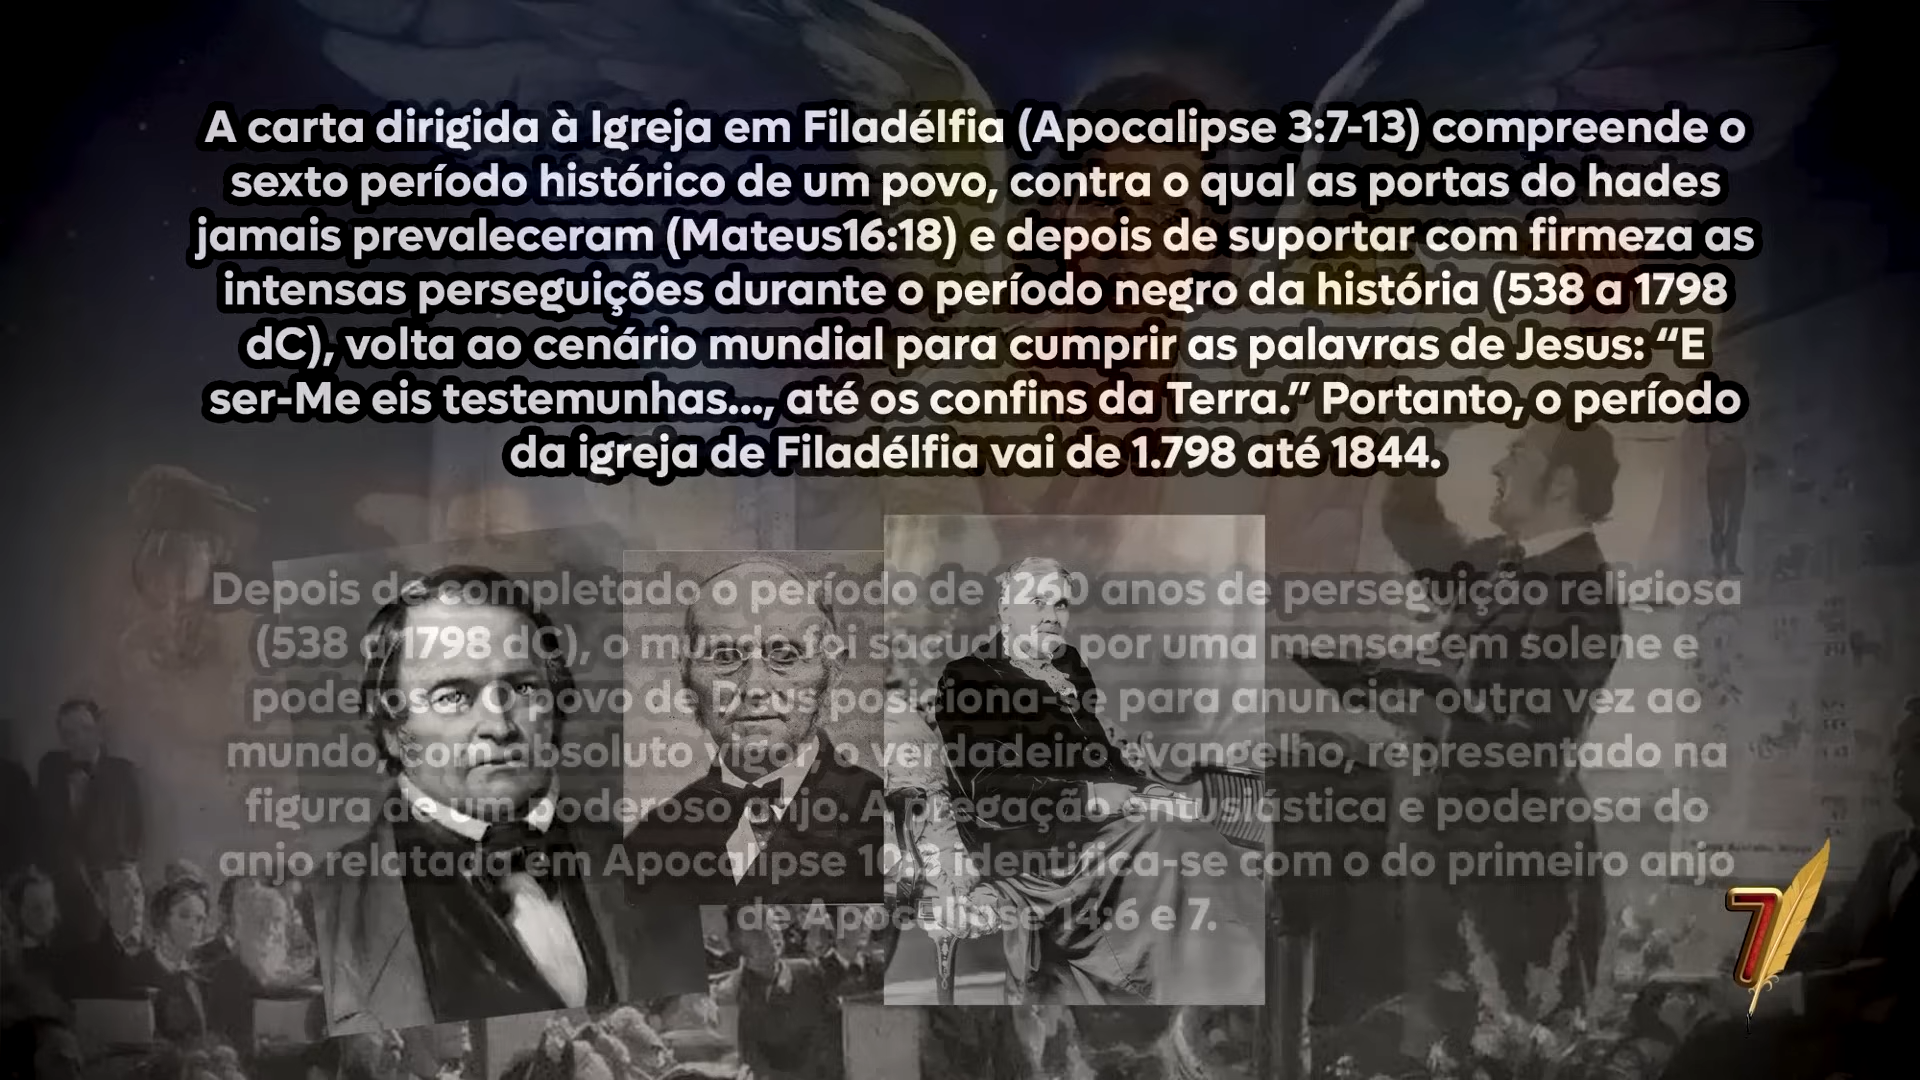 A carta dirigida à Igreja em Filadélfia (Apocalipse 3:7-13) compreende o
sexto período histórico de um povo, contra o qual as portas do hades
jamais prevaleceram (Mateus16:18) e depois de suportar com firmeza as
intensas perseguições durante o período negro da história (538 a 1798
dC), volta ao cenário mundial para cumprir as palavras de Jesus: “E
ser-Me eis testemunhas..., até os confins da Terra.” Portanto, o período
da igreja de Filadélfia vai de 1.798 até 1844.
Depois de completado o período de 1260 anos de perseguição religiosa
(538 a 1798 dC), o mundo foi sacudido por uma mensagem solene e
poderosa. O povo de Deus posiciona-se para anunciar outra vez ao
mundo, com absoluto vigor, o verdadeiro evangelho, representado na
figura de um poderoso anjo. A pregação entusiástica e poderosa do
anjo relatada em Apocalipse identifica-se com o do primeiro anjo
de Apocalipse 14:6 e 7.
7